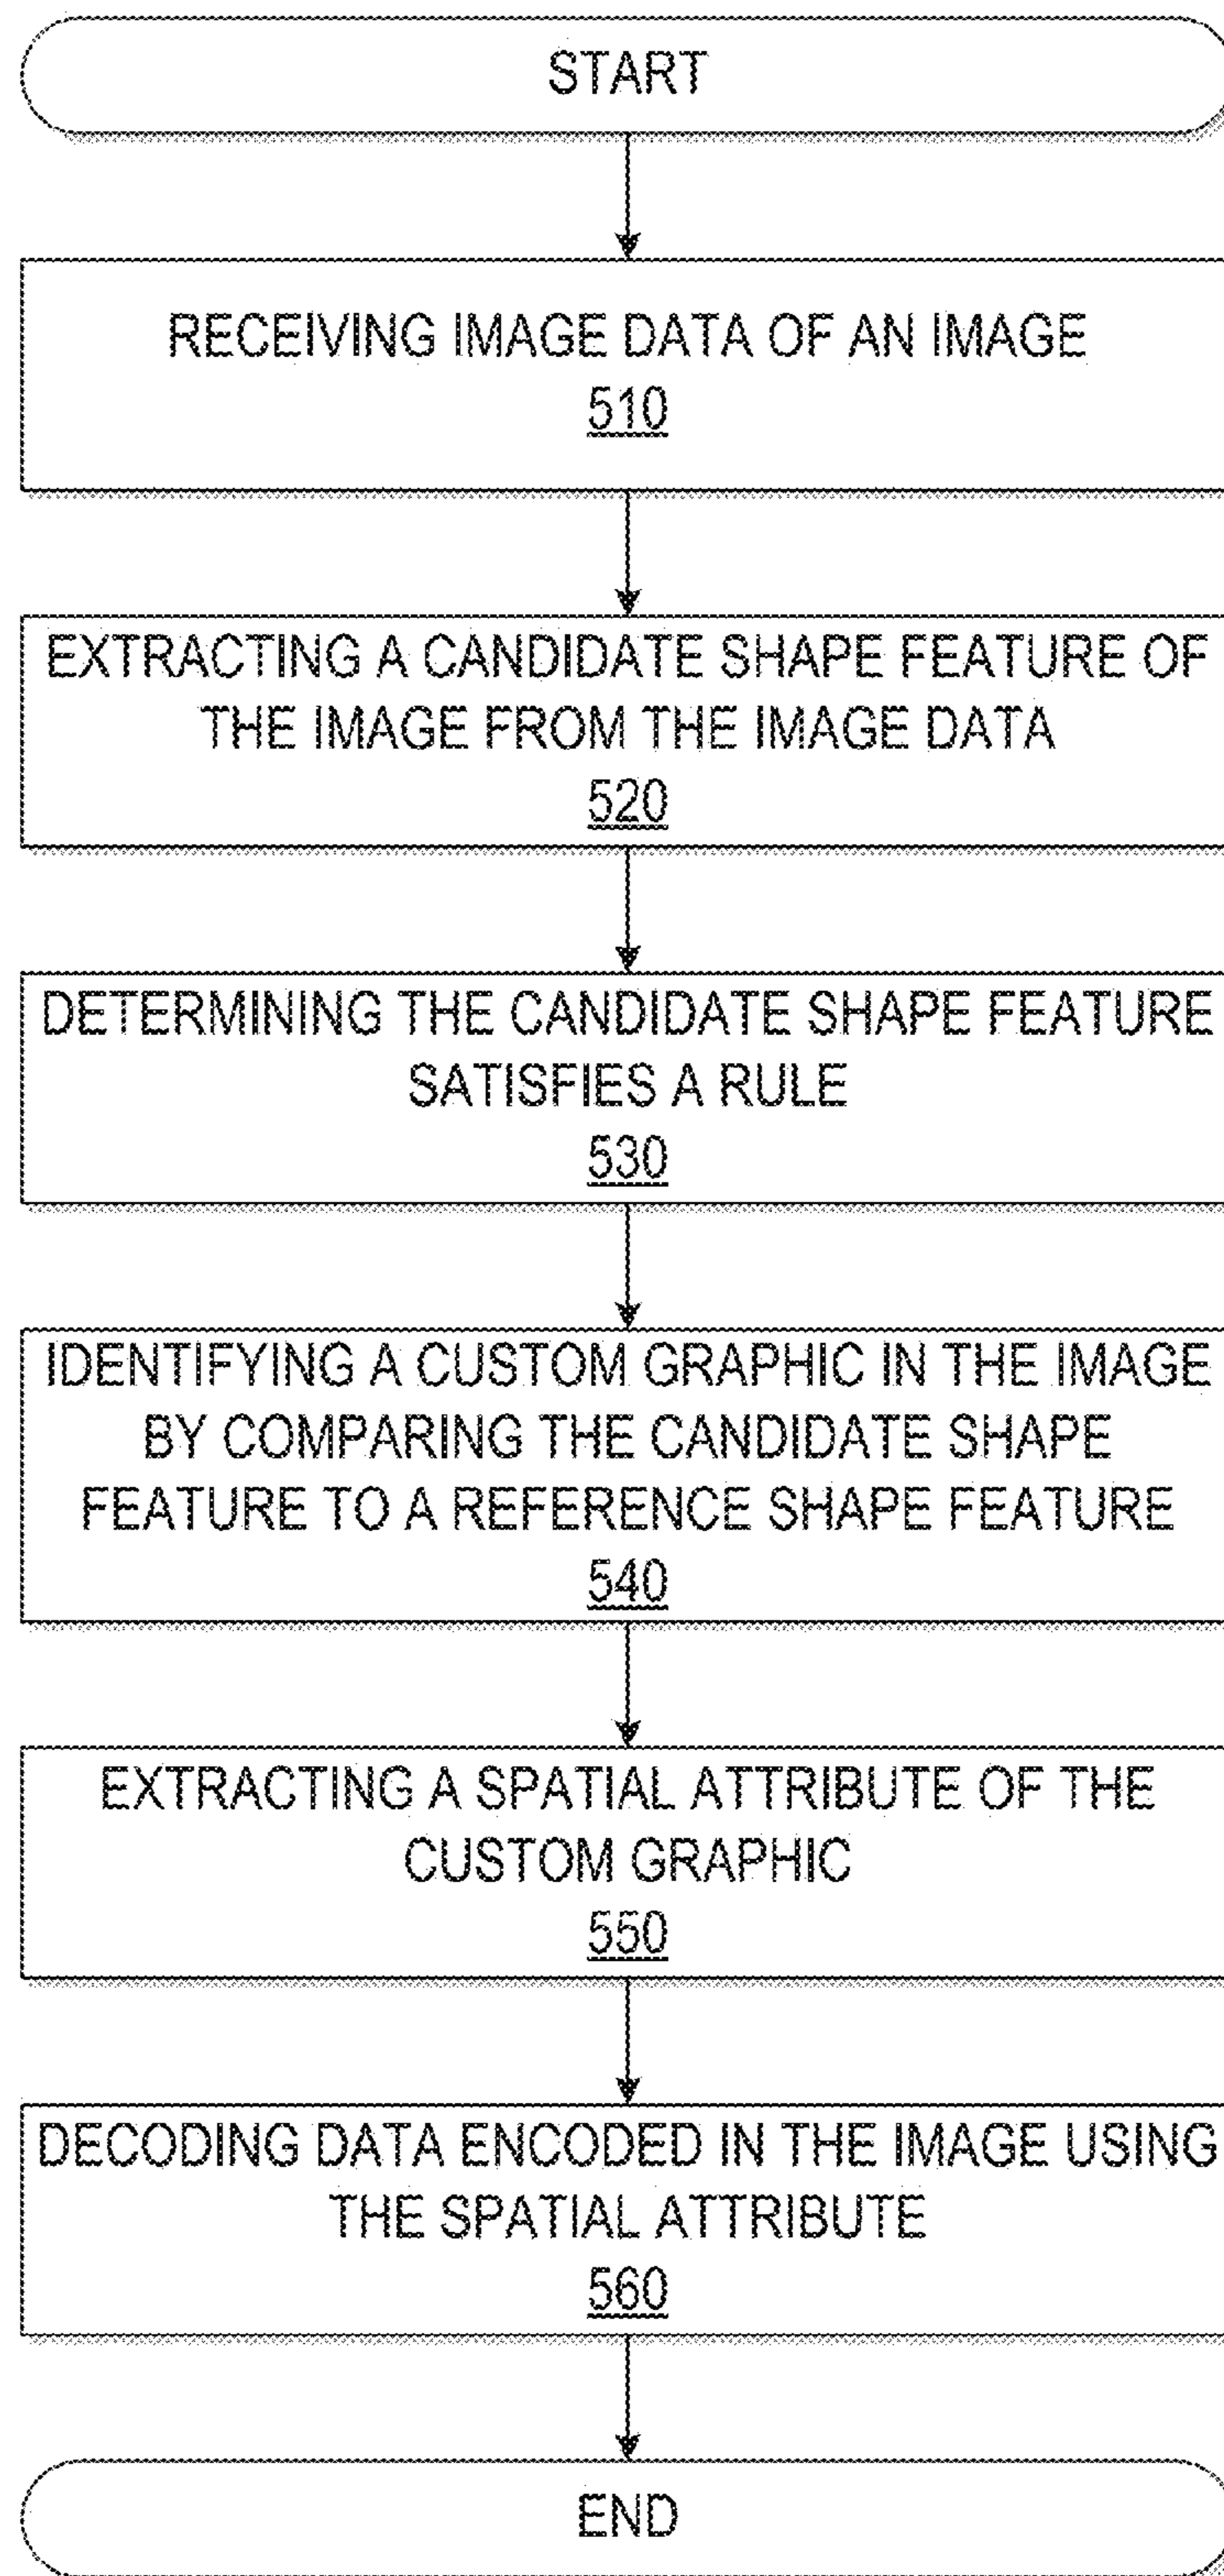 START
RECEIVING IMAGE DATA OF AN IMAGE
510
EXTRACTING A CANDIDATE SHAPE FEATURE OF
THE IMAGE FROM THE IMAGE DATA
520
DETERMINING THE CANDIDATE SHAPE FEATURE
SATISFIES A RULE
530
IDENTIFYING A CUSTOM GRAPHIC IN THE IMAGE
BY COMPARING THE CANDIDATE SHAPE
FEATURE TO A REFERENCE SHAPE FEATURE
540
EXTRACTING A SPATIAL ATTRIBUTE OF THE
CUSTOM GRAPHIC
550
DECODING DATA ENCODED IN THE IMAGE USING
THE SPATIAL ATTRIBUTE
560
END